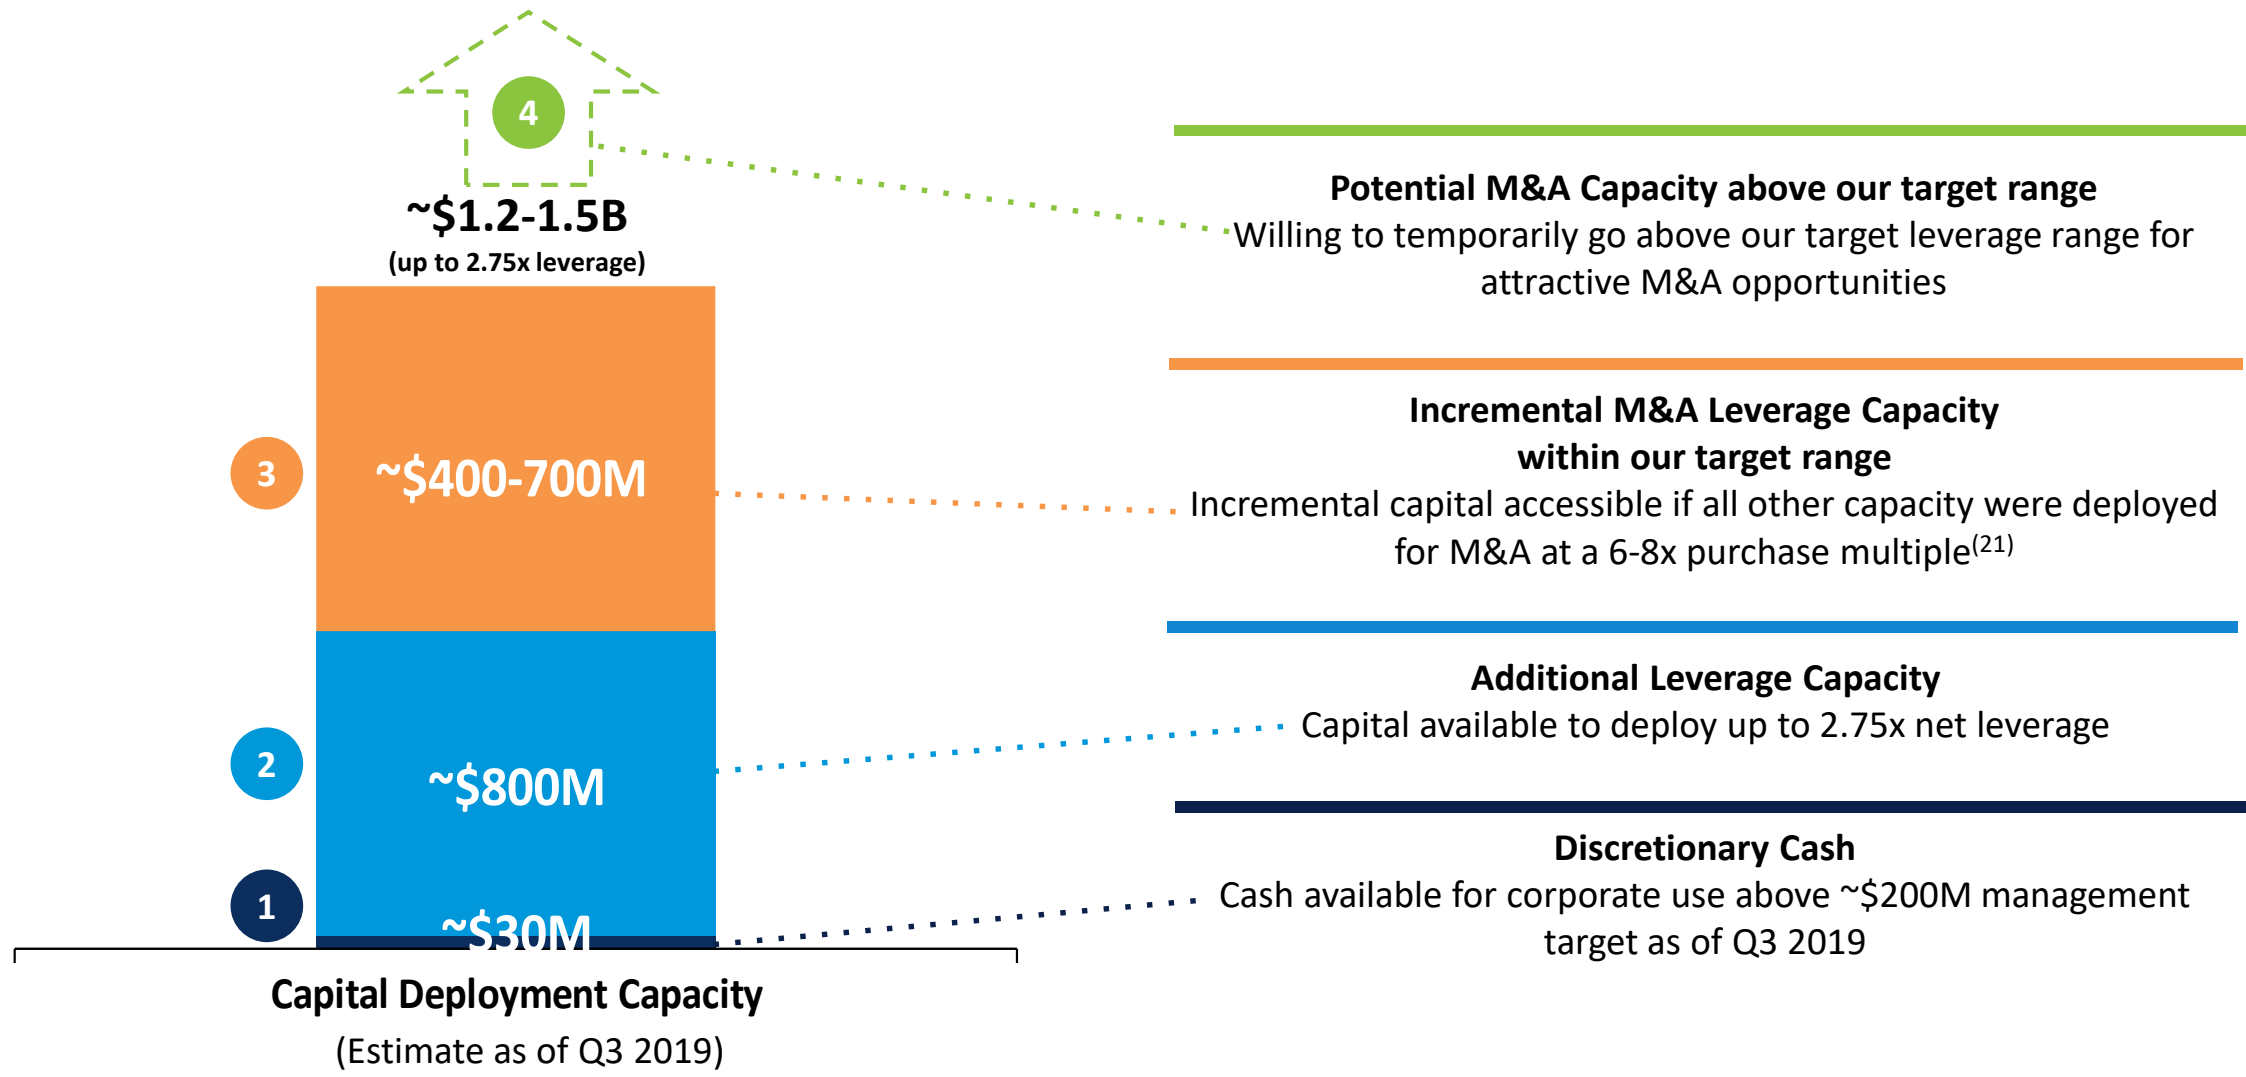 4
~$1.2-1.5B
(up to 2.75x leverage)
3
~$400-700M
2
~$800M
1
~$30M
Capital Deployment Capacity
(Estimate as of Q3 2019)
Potential M&A Capacity above our target range
Willing to temporarily go above our target leverage range for
attractive M&A opportunities
Incremental M&A Leverage Capacity
within our target range
Incremental capital accessible if all other capacity were deployed
for M&A at a 6-8x purchase multiple(21)
Additional Leverage Capacity
Capital available to deploy up to 2.75x net leverage
Discretionary Cash
Cash available for corporate use above ~$200M management
target as of Q3 2019